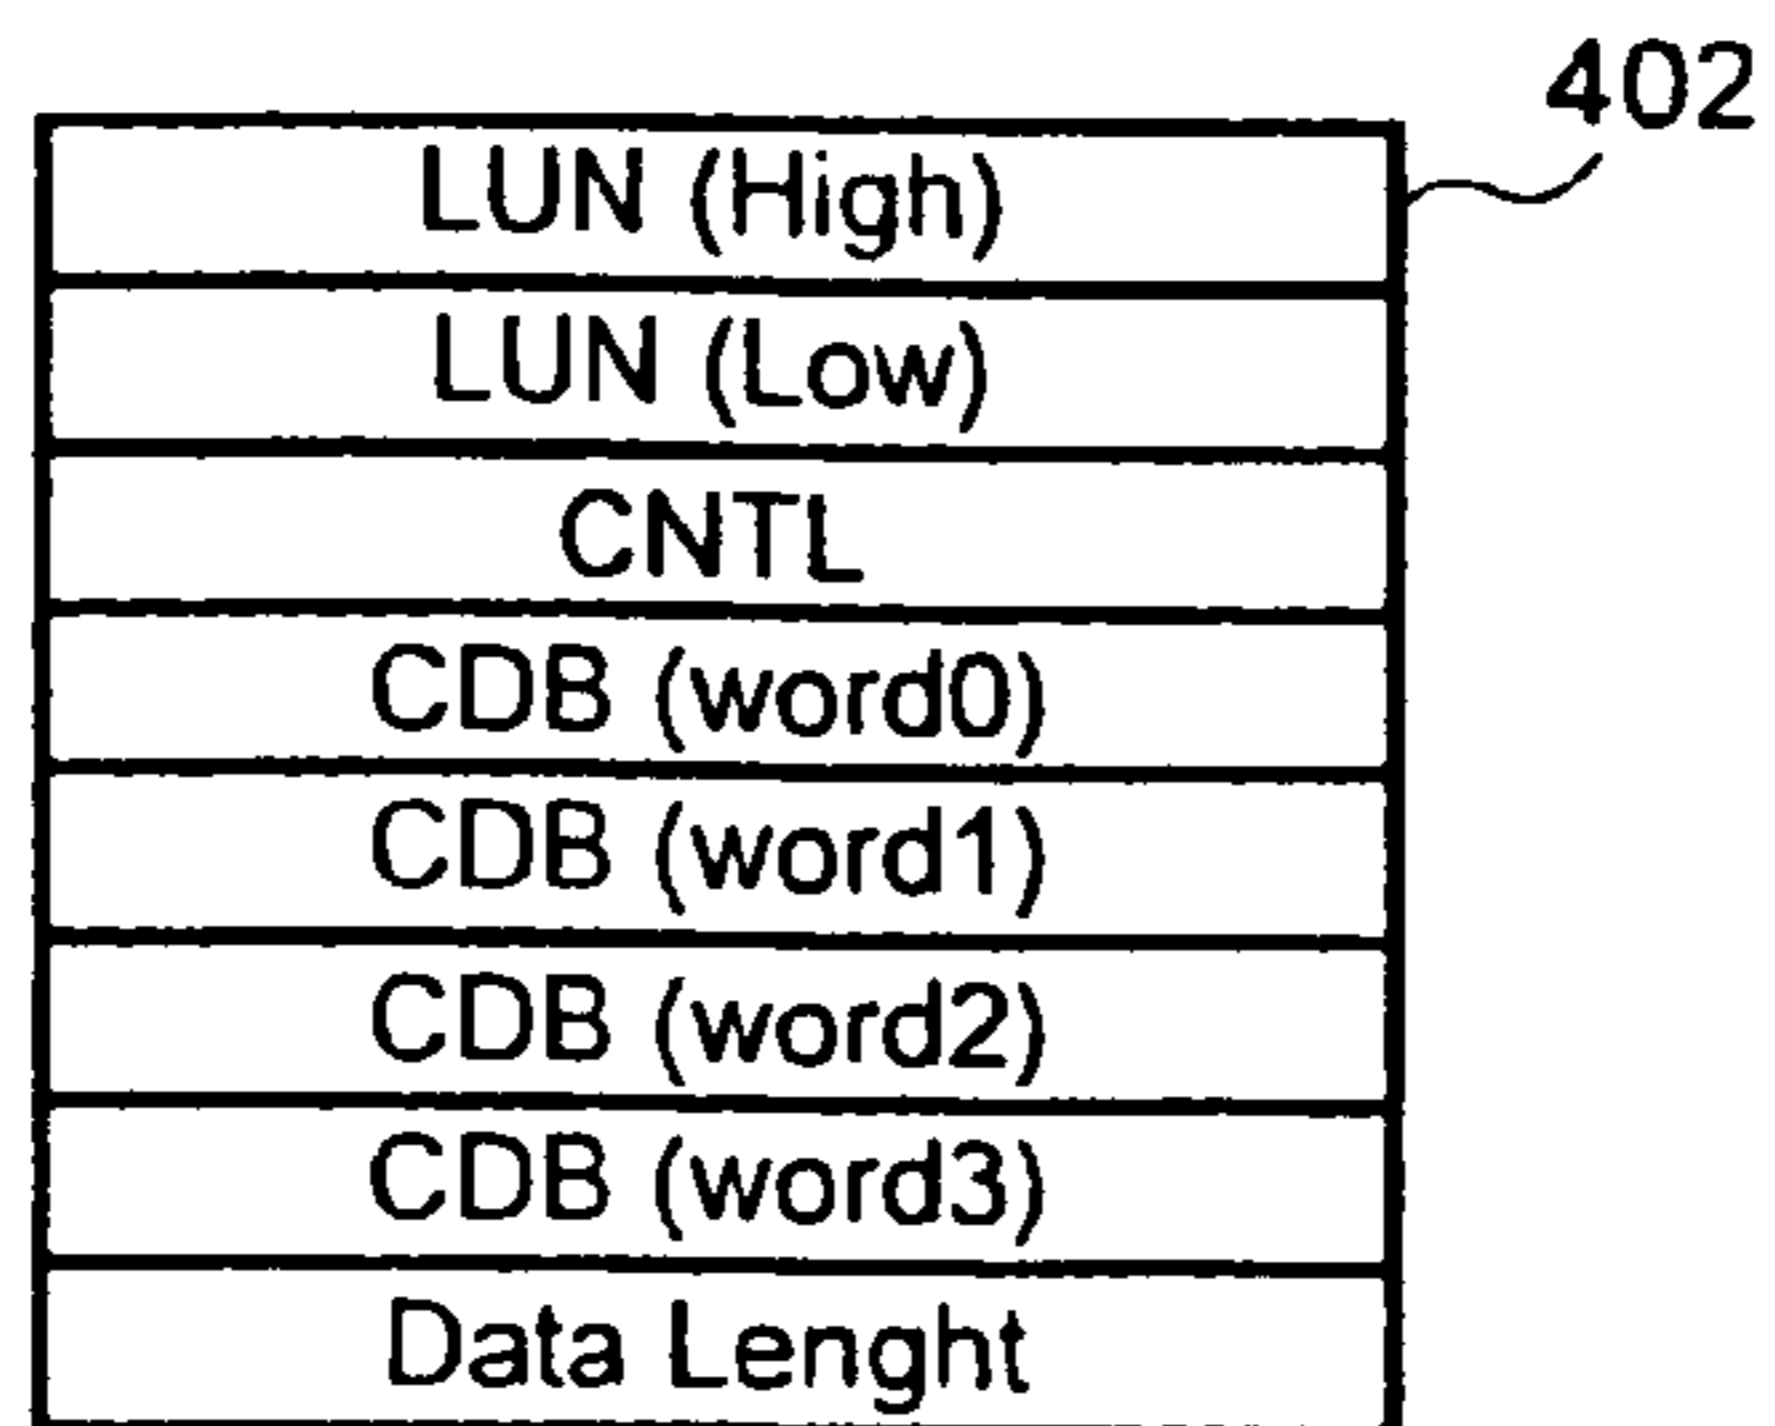 402
LUN (High)
LUN (Low)
CNTL
CDB (word0)
CDB (word1)
CDB (word2)
CDB (word3)
Data Lenght